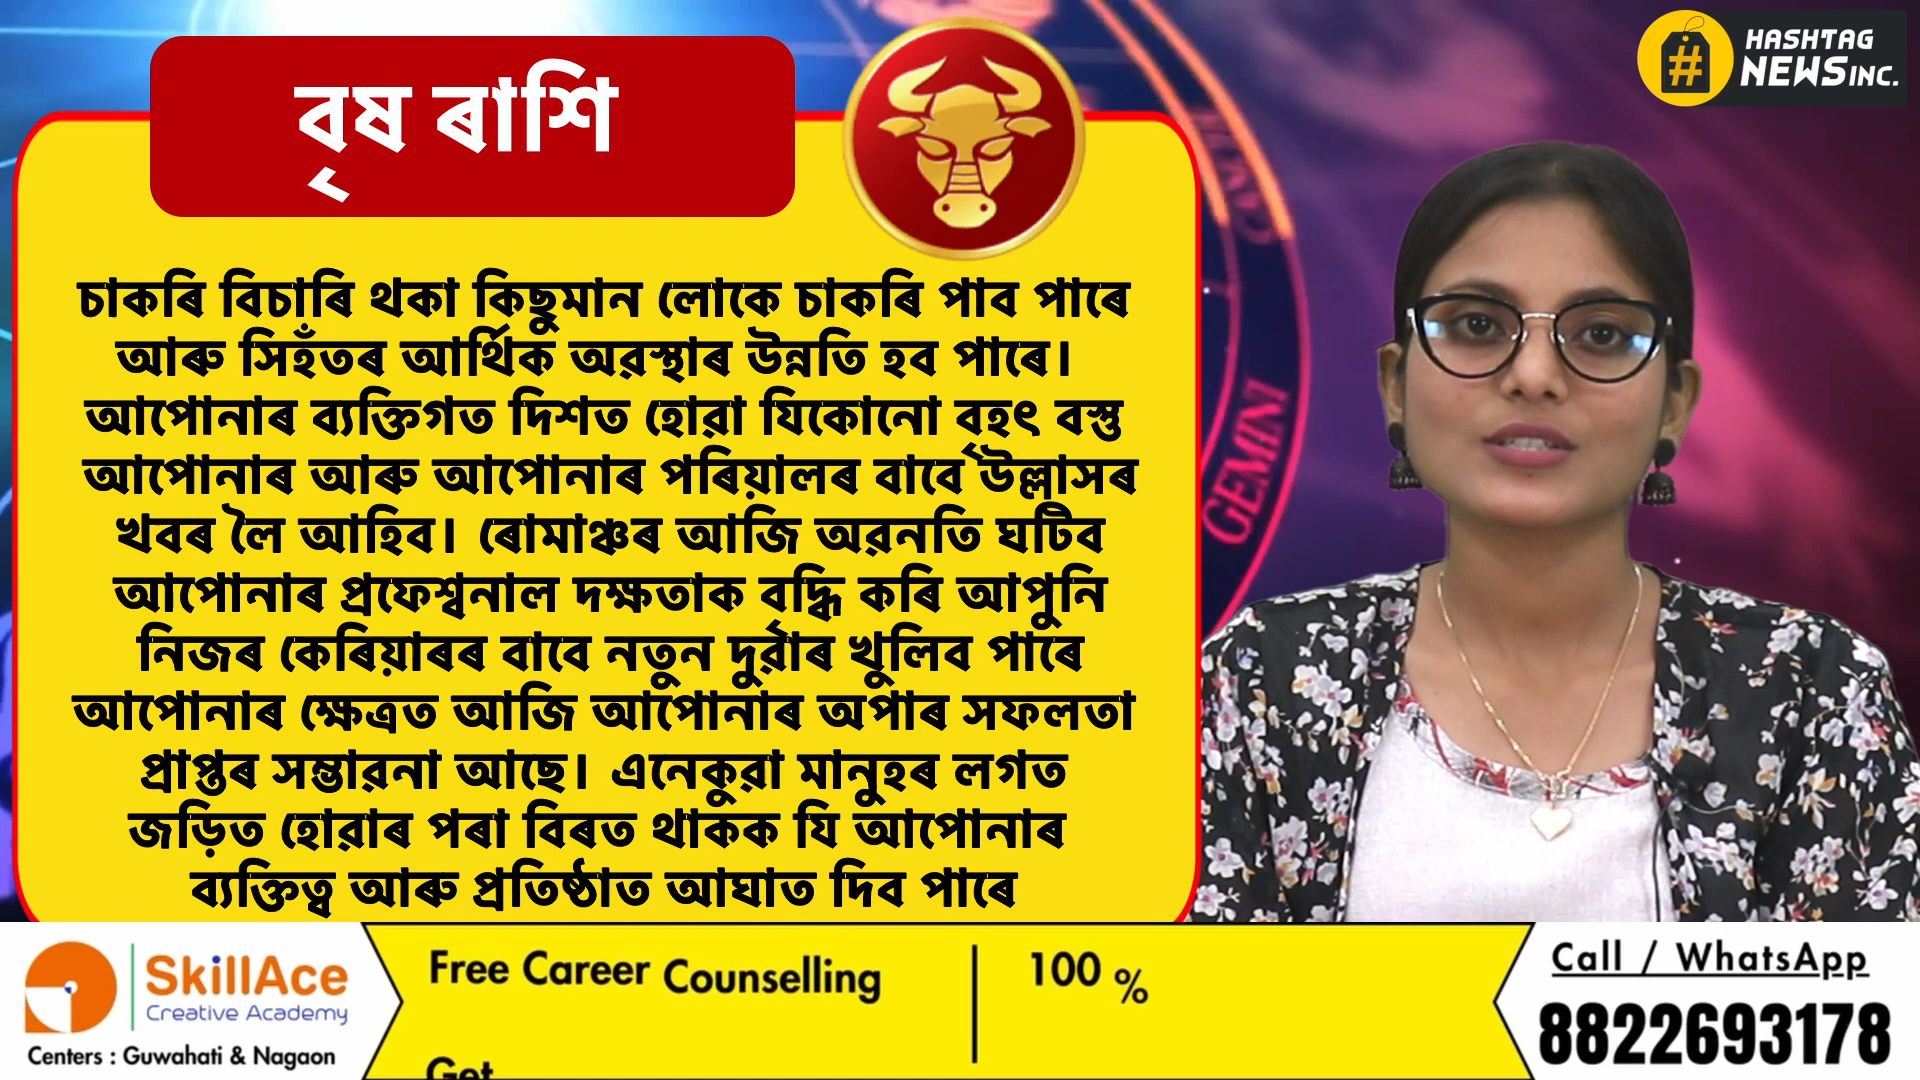 বৃষ ৰাশি
HASHTAG
NEWS INC.
চাকৰি বিচাৰি থকা কিছুমান লোকে চাকৰি পাব পাৰে
আৰু সিহঁতৰ আৰ্থিক অৱস্থাৰ উন্নতি হব পাৰে।
আপোনাৰ ব্যক্তিগত দিশত হোৱা যিকোনো বৃহৎ বস্তু
আপোনাৰ আৰু আপোনাৰ পৰিয়ালৰ বাবে উল্লাসৰ
খবৰ লৈ আহিব। ৰোমাঞ্চৰ আজি অৱনতি ঘটিব
আপোনাৰ প্ৰফেশ্বনাল দক্ষতাক বৃদ্ধি কৰি আপুনি
নিজৰ কেৰিয়াৰৰ বাবে নতুন দুৱাৰ খুলিব পাৰে
আপোনাৰ ক্ষেত্ৰত আজি আপোনাৰ অপাৰ সফলতা
প্ৰাপ্তৰ সম্ভাৱনা আছে। এনেকুৱা মানুহৰ লগত
জড়িত হোৱাৰ পৰা বিৰত থাকক যি আপোনাৰ
ব্যক্তিত্ব আৰু প্ৰতিষ্ঠাত আঘাত দিব পাৰে
GEMINI
SkillAce
Creative Academy
Centers : Guwahati & Nagaon
Free Career Counselling
100 %
Get
Call / WhatsApp
8822693178